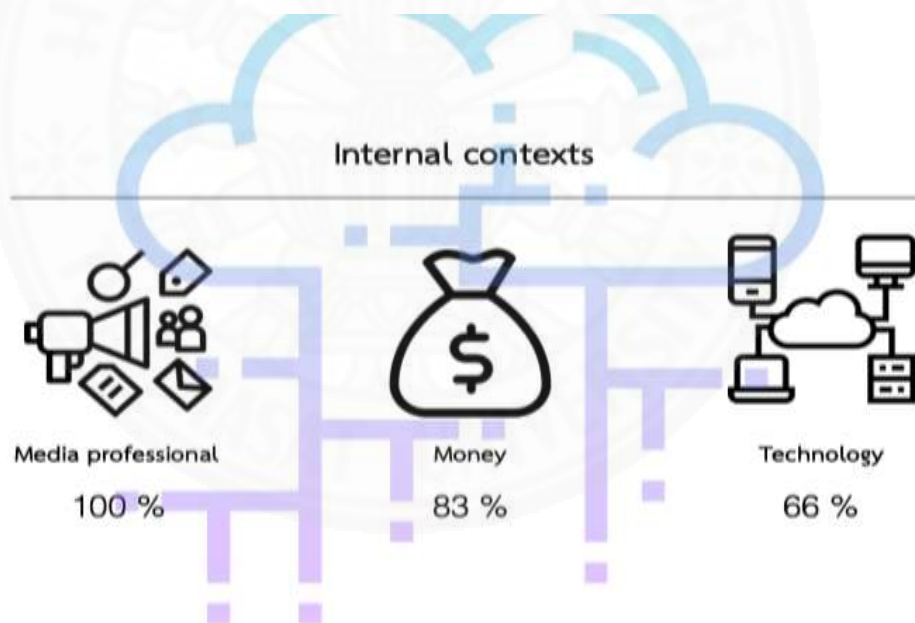 Internal contexts
Media professional
Money
Technology
100 %
83 %
66 %